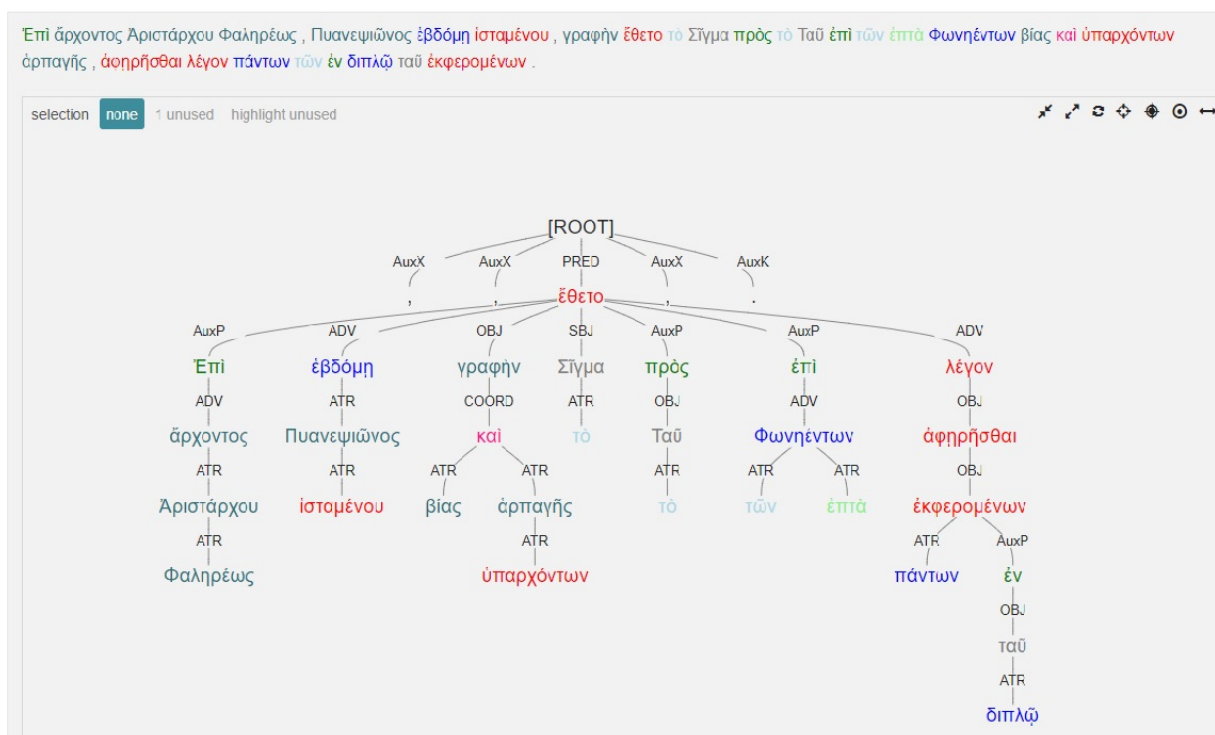 Ἐπὶ ἄρχοντος Ἀριστάρχου Φαληρέως , Πυανεψιῶνος ἑβδόμῃ ἱσταμένου , γραφὴν ἔθετο τὸ Σῖγμα πρὸς τὸ Ταῦ ἐπὶ τῶν ἑπτὰ Φωνηέντων βίας καὶ ὑπαρχόντων
ἁρπαγῆς , ἀφῃρῆσθαι λέγον πάντων τῶν ἐν διπλῷ ταῦ ἐκφερομένων .
selection none 1 unused highlight unused
[ROOT]
AuxX AuxX PRED AuxX AuxK
, , ἔθετο , .
AuxP ADV OBJ SBJ AuxP AuxP ADV
Ἐπὶ ἑβδόμῃ γραφὴν Σῖγμα πρὸς ἐπὶ λέγον
ADV ATR COORD ATR OBJ ADV OBJ
ἄρχοντος Πυανεψιῶνος καὶ τὸ Ταῦ Φωνηέντων ἀφῃρῆσθαι
ATR ATR ATR ATR ATR ATR ATR OBJ
Ἀριστάρχου ἱσταμένου βίας ἁρπαγῆς τὸ τῶν ἑπτὰ ἐκφερομένων
ATR ATR ATR AuxP
Φαληρέως ὑπαρχόντων πάντων ἐν
OBJ
ταῦ
ATR
διπλῷ